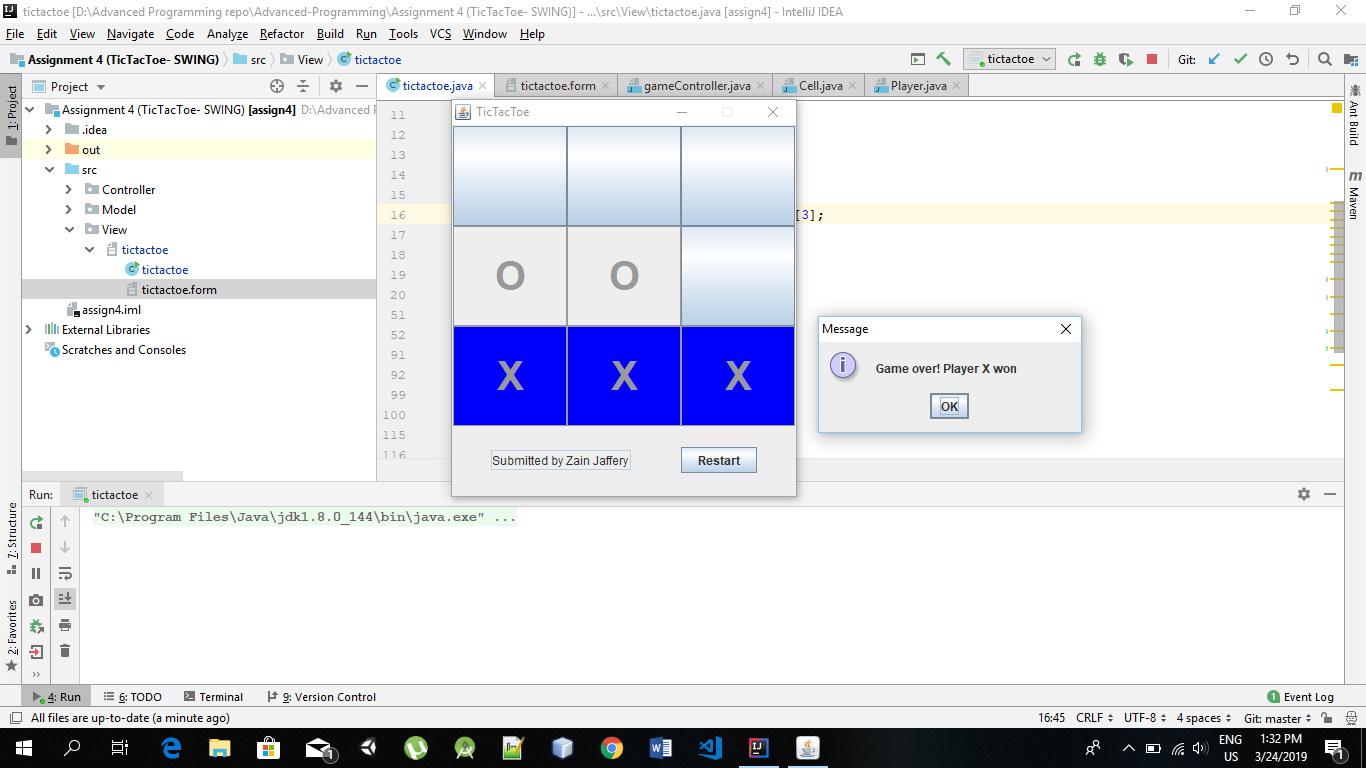 tictactoe [D:\Advanced Programming repo\Advanced-Programming\Assignment 4 (TicTacToe- SWING)] - ...\src\View\tictactoe.java [assign4] - IntelliJ IDEA
File Edit View Navigate Code Analyze Refactor Build Run Tools VCS Window Help
Assignment 4 (TicTacToe- SWING) src View tictactoe
tictactoe Git:
Project
tictactoe.java tictactoe.form gameController.java Cell.java Player.java
1: Project
Assignment 4 (TicTacToe- SWING) [assign4] D:\Advanced P
.idea
out
src
Controller
Model
View
tictactoe
tictactoe
tictactoe.form
assign4.iml
External Libraries
Scratches and Consoles
11
12
13
14
15
16 [3];
17
18
19
20
51
52
91
92
99
100
115
116
TicTacToe
O O
X X X
Submitted by Zain Jaffery Restart
Message
Game over! Player X won
OK
Ant Build
m Maven
Run: tictactoe
"C:\Program Files\Java\jdk1.8.0_144\bin\java.exe" ...
7: Structure
2: Favorites
4: Run 6: TODO Terminal 9: Version Control 1 Event Log
All files are up-to-date (a minute ago) 16:45 CRLF UTF-8 4 spaces Git: master
1 ENG 1:32 PM
US 3/24/2019 1